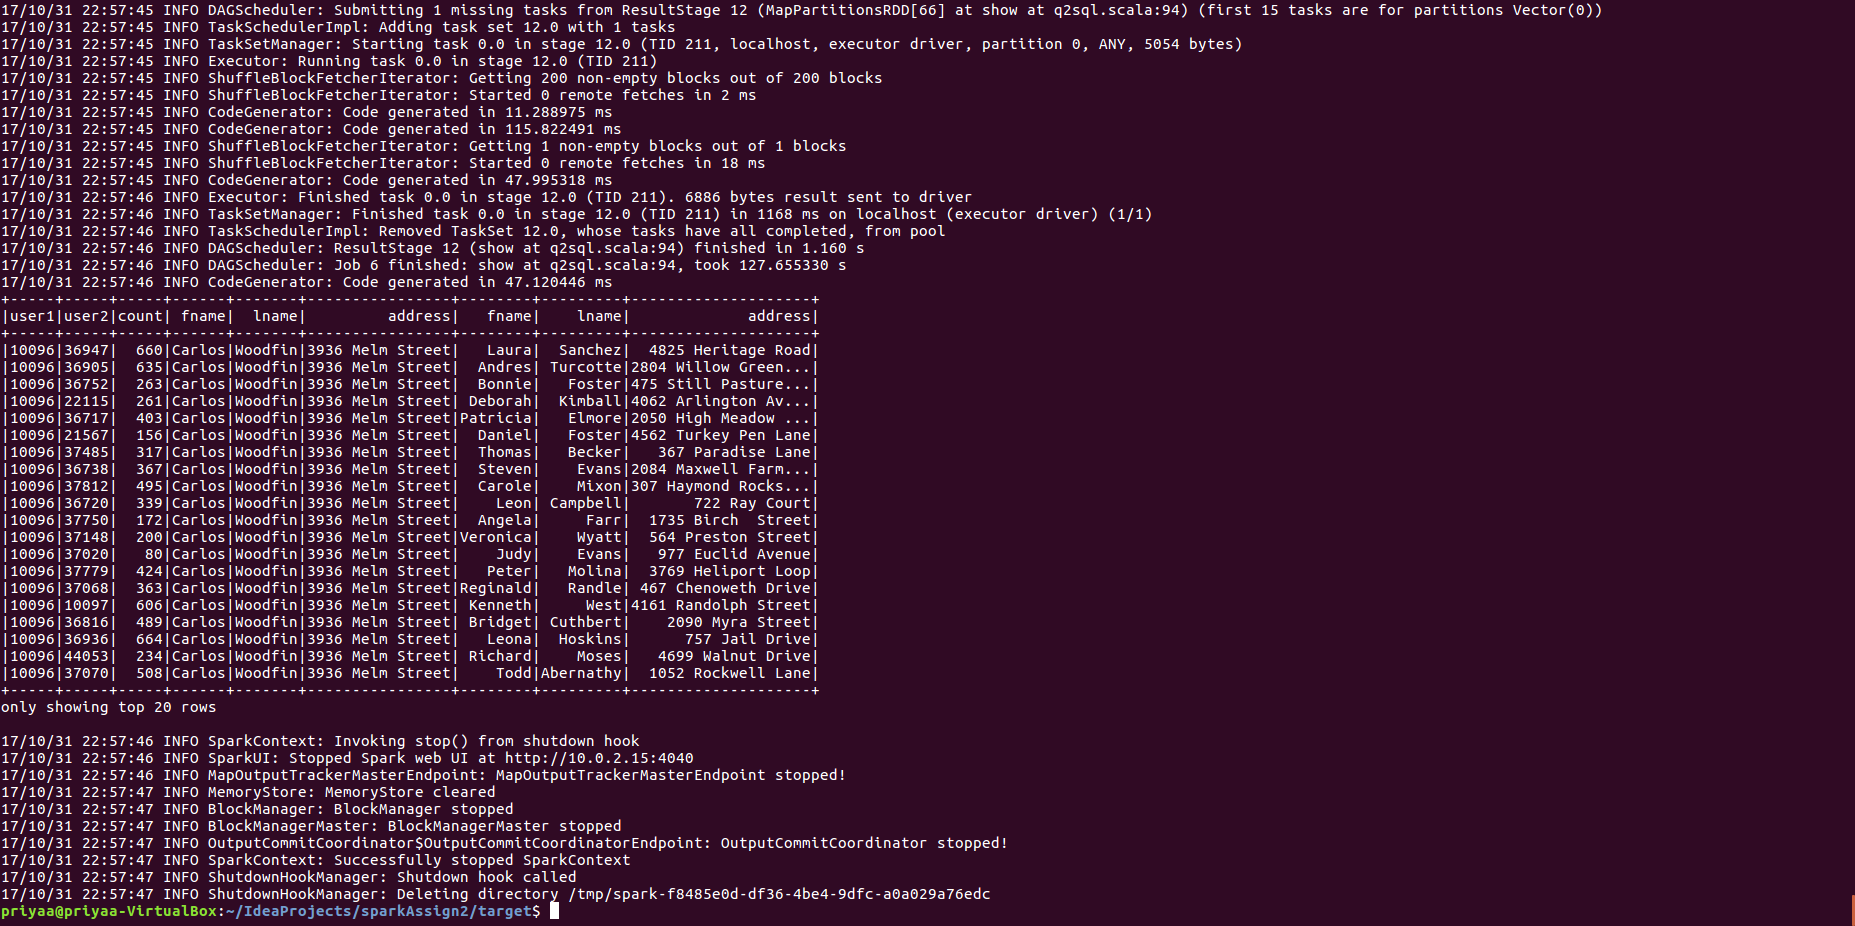 17/10/31 22:57:45 INFO DAGScheduler: Submitting 1 missing tasks from ResultStage 12 (MapPartitionsRDD[66] at show at q2sql.scala:94) (first 15 tasks are for partitions Vector(0))
17/10/31 22:57:45 INFO TaskSchedulerImpl: Adding task set 12.0 with 1 tasks
17/10/31 22:57:45 INFO TaskSetManager: Starting task 0.0 in stage 12.0 (TID 211, localhost, executor driver, partition 0, ANY, 5054 bytes)
17/10/31 22:57:45 INFO Executor: Running task 0.0 in stage 12.0 (TID 211)
17/10/31 22:57:45 INFO ShuffleBlockFetcherIterator: Getting 200 non-empty blocks out of 200 blocks
17/10/31 22:57:45 INFO ShuffleBlockFetcherIterator: Started 0 remote fetches in 2 ms
17/10/31 22:57:45 INFO CodeGenerator: Code generated in 11.288975 ms
17/10/31 22:57:45 INFO CodeGenerator: Code generated in 115.822491 ms
17/10/31 22:57:45 INFO ShuffleBlockFetcherIterator: Getting 1 non-empty blocks out of 1 blocks
17/10/31 22:57:45 INFO ShuffleBlockFetcherIterator: Started 0 remote fetches in 18 ms
17/10/31 22:57:45 INFO CodeGenerator: Code generated in 47.995318 ms
17/10/31 22:57:46 INFO Executor: Finished task 0.0 in stage 12.0 (TID 211). 6886 bytes result sent to driver
17/10/31 22:57:46 INFO TaskSetManager: Finished task 0.0 in stage 12.0 (TID 211) in 1168 ms on localhost (executor driver) (1/1)
17/10/31 22:57:46 INFO TaskSchedulerImpl: Removed TaskSet 12.0, whose tasks have all completed, from pool
17/10/31 22:57:46 INFO DAGScheduler: ResultStage 12 (show at q2sql.scala:94) finished in 1.160 s
17/10/31 22:57:46 INFO DAGScheduler: Job 6 finished: show at q2sql.scala:94, took 127.655330 s
17/10/31 22:57:46 INFO CodeGenerator: Code generated in 47.120446 ms
+-----+-----+-----+------+-------+----------------+--------+---------+--------------------+
|user1|user2|count| fname|  lname|         address|   fname|    lname|             address|
+-----+-----+-----+------+-------+----------------+--------+---------+--------------------+
|10096|36947|  660|Carlos|Woodfin|3936 Melm Street|   Laura|  Sanchez|  4825 Heritage Road|
|10096|36905|  635|Carlos|Woodfin|3936 Melm Street|  Andres| Turcotte|2804 Willow Green...|
|10096|36752|  263|Carlos|Woodfin|3936 Melm Street|  Bonnie|   Foster|475 Still Pasture...|
|10096|22115|  261|Carlos|Woodfin|3936 Melm Street| Deborah|  Kimball|4062 Arlington Av...|
|10096|36717|  403|Carlos|Woodfin|3936 Melm Street|Patricia|   Elmore|2050 High Meadow ...|
|10096|21567|  156|Carlos|Woodfin|3936 Melm Street|  Daniel|   Foster|4562 Turkey Pen Lane|
|10096|37485|  317|Carlos|Woodfin|3936 Melm Street|  Thomas|   Becker|   367 Paradise Lane|
|10096|36738|  367|Carlos|Woodfin|3936 Melm Street|  Steven|    Evans|2084 Maxwell Farm...|
|10096|37812|  495|Carlos|Woodfin|3936 Melm Street|  Carole|    Mixon|307 Haymond Rocks...|
|10096|36720|  339|Carlos|Woodfin|3936 Melm Street|    Leon| Campbell|       722 Ray Court|
|10096|37750|  172|Carlos|Woodfin|3936 Melm Street|  Angela|     Farr|  1735 Birch  Street|
|10096|37148|  200|Carlos|Woodfin|3936 Melm Street|Veronica|    Wyatt|  564 Preston Street|
|10096|37020|   80|Carlos|Woodfin|3936 Melm Street|    Judy|    Evans|   977 Euclid Avenue|
|10096|37779|  424|Carlos|Woodfin|3936 Melm Street|   Peter|   Molina|  3769 Heliport Loop|
|10096|37068|  363|Carlos|Woodfin|3936 Melm Street|Reginald|   Randle| 467 Chenoweth Drive|
|10096|10097|  606|Carlos|Woodfin|3936 Melm Street| Kenneth|     West|4161 Randolph Street|
|10096|36816|  489|Carlos|Woodfin|3936 Melm Street| Bridget| Cuthbert|    2090 Myra Street|
|10096|36936|  664|Carlos|Woodfin|3936 Melm Street|   Leona|  Hoskins|      757 Jail Drive|
|10096|44053|  234|Carlos|Woodfin|3936 Melm Street| Richard|    Moses|   4699 Walnut Drive|
|10096|37070|  508|Carlos|Woodfin|3936 Melm Street|    Todd|Abernathy|  1052 Rockwell Lane|
+-----+-----+-----+------+-------+----------------+--------+---------+--------------------+
only showing top 20 rows
17/10/31 22:57:46 INFO SparkContext: Invoking stop() from shutdown hook
17/10/31 22:57:46 INFO SparkUI: Stopped Spark web UI at http://10.0.2.15:4040
17/10/31 22:57:46 INFO MapOutputTrackerMasterEndpoint: MapOutputTrackerMasterEndpoint stopped!
17/10/31 22:57:47 INFO MemoryStore: MemoryStore cleared
17/10/31 22:57:47 INFO BlockManager: BlockManager stopped
17/10/31 22:57:47 INFO BlockManagerMaster: BlockManagerMaster stopped
17/10/31 22:57:47 INFO OutputCommitCoordinator$OutputCommitCoordinatorEndpoint: OutputCommitCoordinator stopped!
17/10/31 22:57:47 INFO SparkContext: Successfully stopped SparkContext
17/10/31 22:57:47 INFO ShutdownHookManager: Shutdown hook called
17/10/31 22:57:47 INFO ShutdownHookManager: Deleting directory /tmp/spark-f8485e0d-df36-4be4-9dfc-a0a029a76edc
priyaa@priyaa-VirtualBox:~/IdeaProjects/sparkAssign2/target$